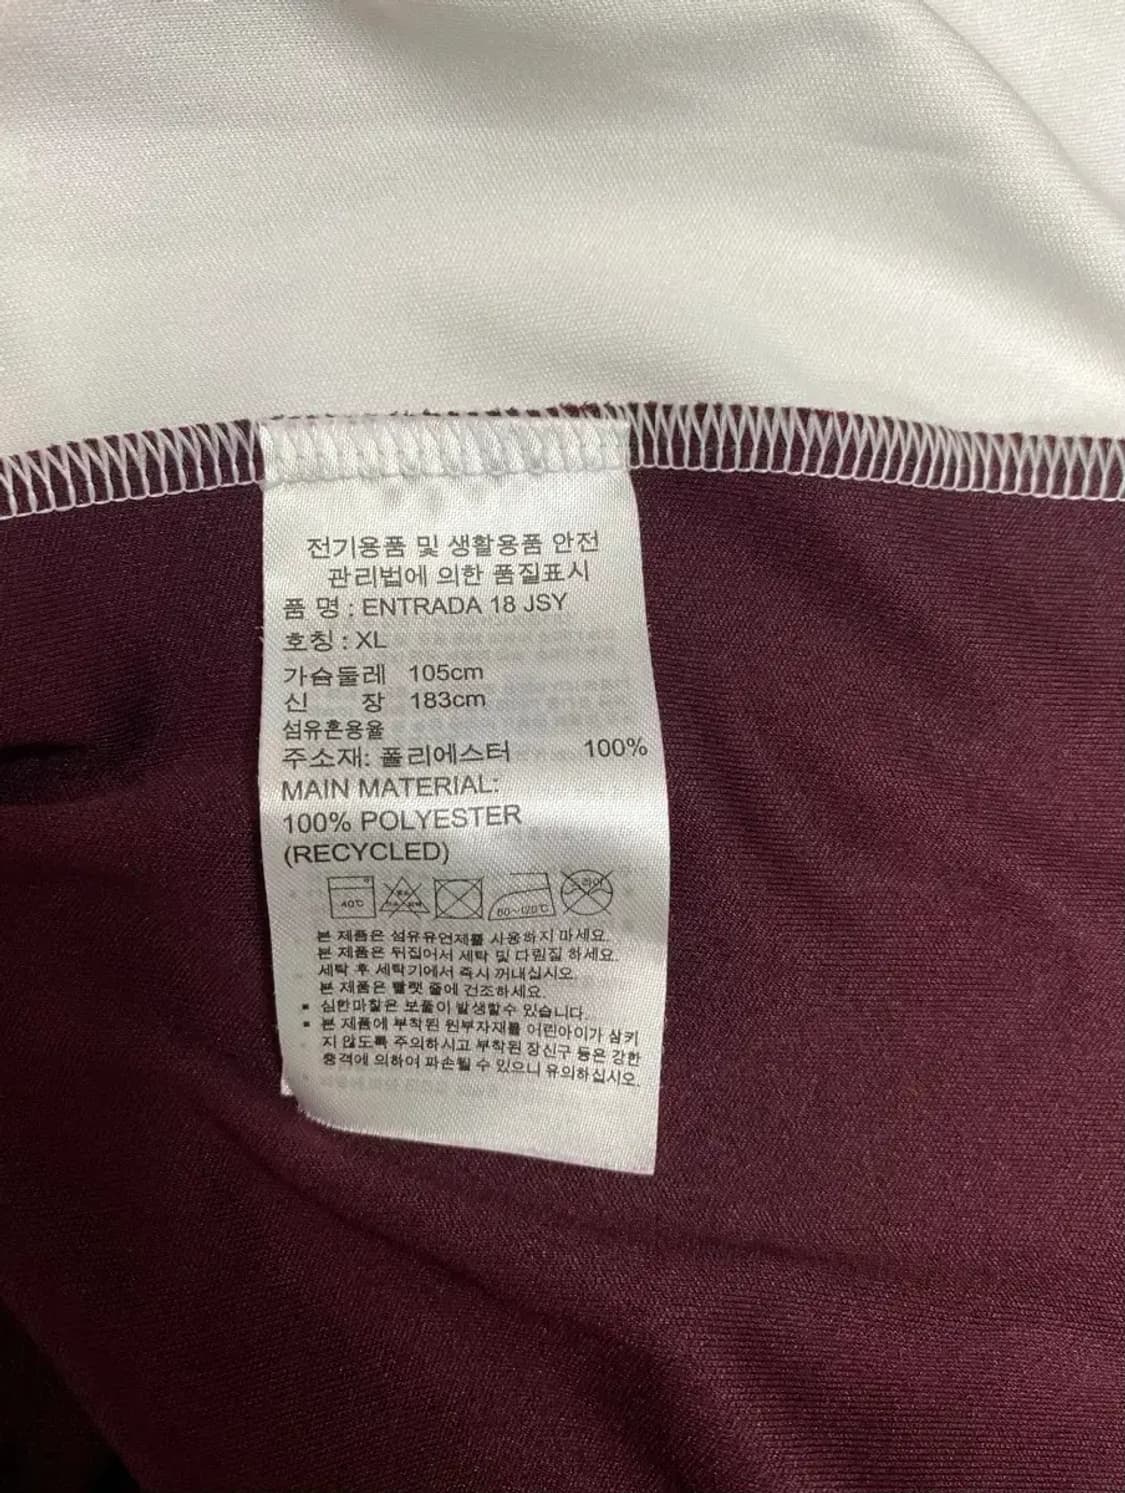 전기용품 및 생활용품 안전
관리법에 의한 품질표시
품 명 : ENTRADA 18 JSY
호칭 : XL
가슴둘레 105cm
신 장 183cm
섬유혼용율
주소재: 폴리에스터 100%
MAIN MATERIAL:
100% POLYESTER
(RECYCLED)
40℃ 60~120℃ 드라이
본 제품은 섬유유연제를 사용하지 마세요.
본 제품은 뒤집어서 세탁 및 다림질 하세요.
세탁 후 세탁기에서 즉시 꺼내십시오.
본 제품은 빨랫 줄에 건조하세요.
▪ 심한마찰은 보풀이 발생할수 있습니다.
▪ 본 제품에 부착된 원부자재를 어린아이가 삼키
지 않도록 주의하시고 부착된 장신구 등은 강한
충격에 의하여 파손될 수 있으니 유의하십시오.